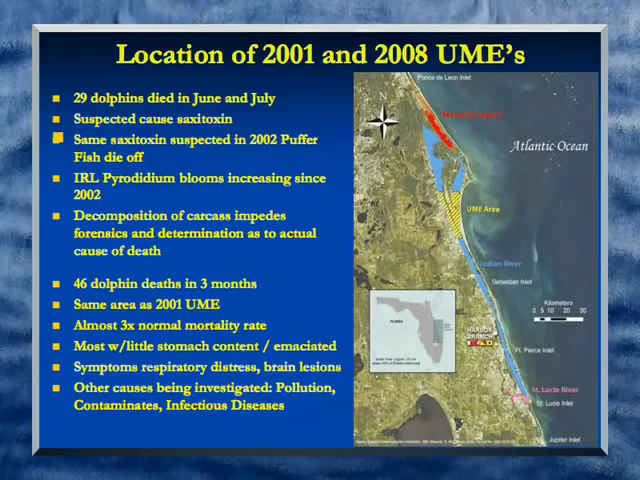 Location of 2001 and 2008 UME's
29 dolphins died in June and July
Suspected cause saxitoxin
Same saxitoxin suspected in 2002 Puffer
Fish die off
IRL Pyrodidium blooms increasing since
2002
Decomposition of carcass impedes
forensics and determination as to actual
cause of death
46 dolphin deaths in 3 months
Same area as 2001 UME
Almost 3x normal mortality rate
Most w/little stomach content / emaciated
Symptoms respiratory distress, brain lesions
Other causes being investigated: Pollution,
Contaminates, Infectious Diseases
Ponce de Leon Inlet
N
Atlantic Ocean
UME Area
Indian River
Sebastian Inlet
Kilometers
0 5 10 20 30
FLORIDA
HARBOR
BRANCH
Ft. Pierce Inlet
St. Lucie River
St. Lucie Inlet
Jupiter Inlet